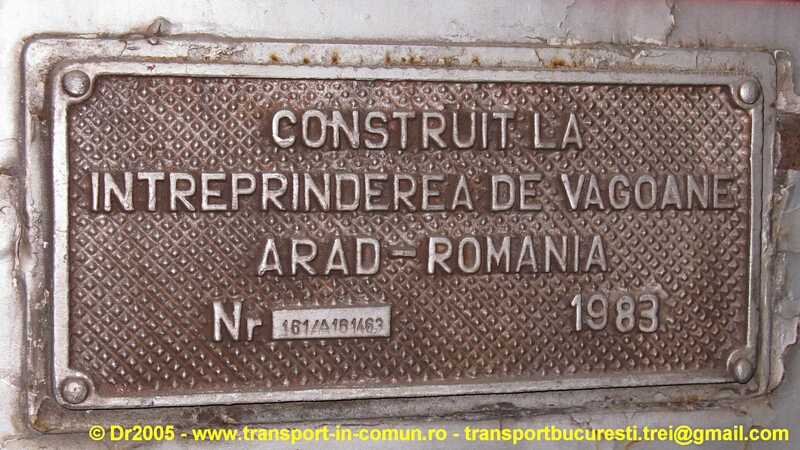 CONSTRUIT LA
INTREPRINDEREA DE VAGOANE
ARAD-ROMANIA
Nr 161/A181463 1983
© Dr2005 - www.transport-in-comun.ro - transportbucuresti.trei@gmail.com